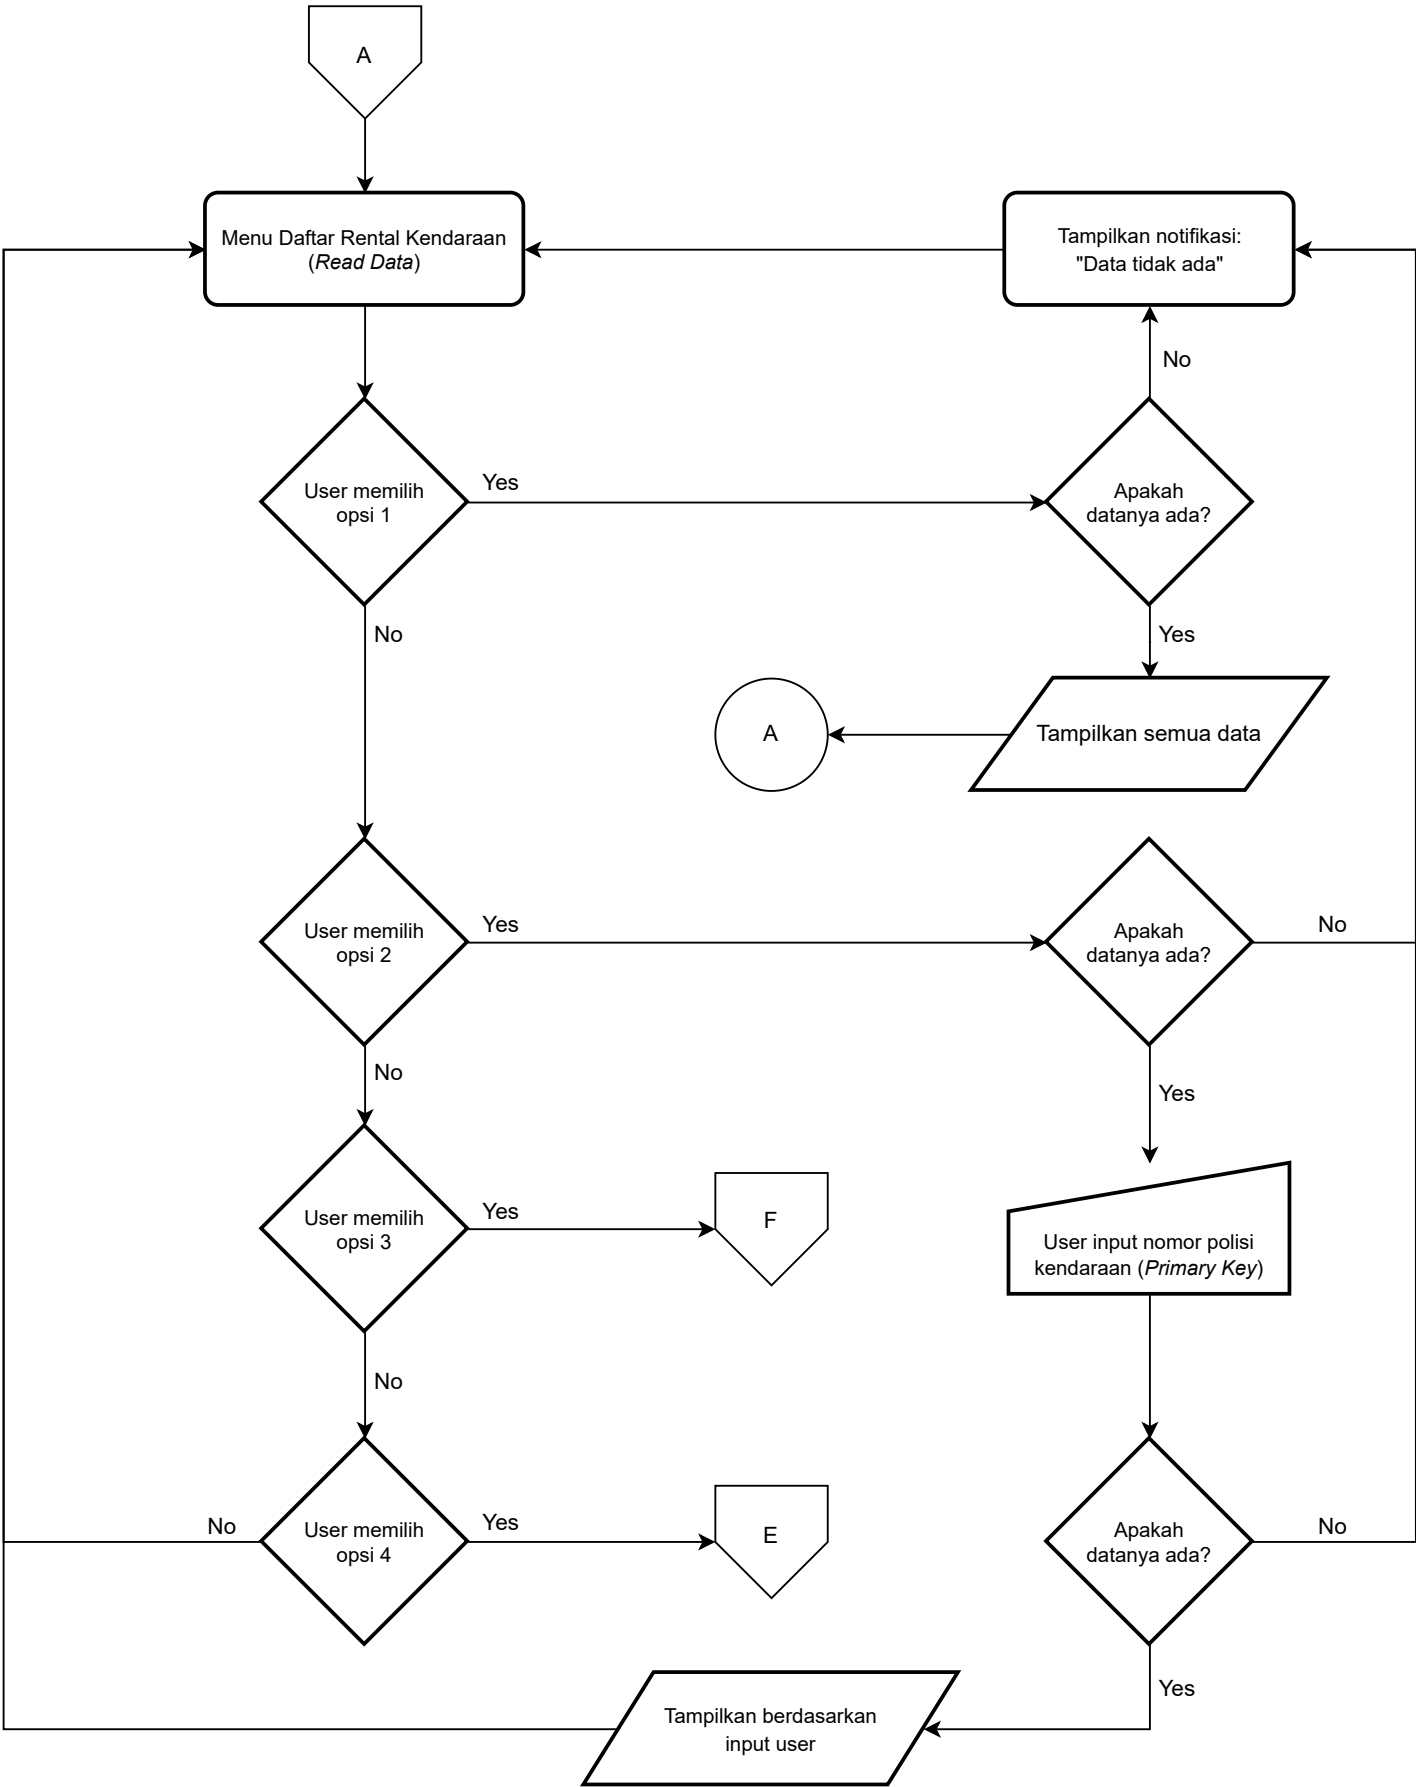 A
Menu Daftar Rental Kendaraan
(Read Data)
Tampilkan notifikasi:
"Data tidak ada"
No
User memilih
opsi 1
Yes
Apakah
datanya ada?
No
Yes
A
Tampilkan semua data
User memilih
opsi 2
Yes
Apakah
datanya ada?
No
No
Yes
User memilih
opsi 3
Yes
F
User input nomor polisi
kendaraan (Primary Key)
No
No
User memilih
opsi 4
Yes
E
Apakah
datanya ada?
No
Yes
Tampilkan berdasarkan
input user